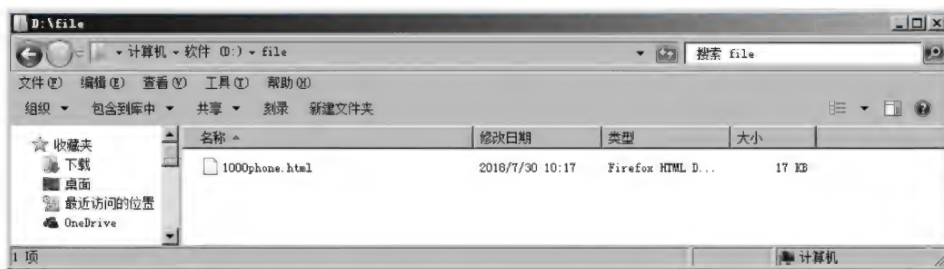 D:\file
计算机 软件 (D:) file
搜索 file
文件(F) 编辑(E) 查看(V) 工具(T) 帮助(H)
组织 包含到库中 共享 刻录 新建文件夹
收藏夹
下载
桌面
最近访问的位置
OneDrive
名称 修改日期 类型 大小
1000phone.html 2018/7/30 10:17 Firefox HTML D... 17 KB
1 项
计算机